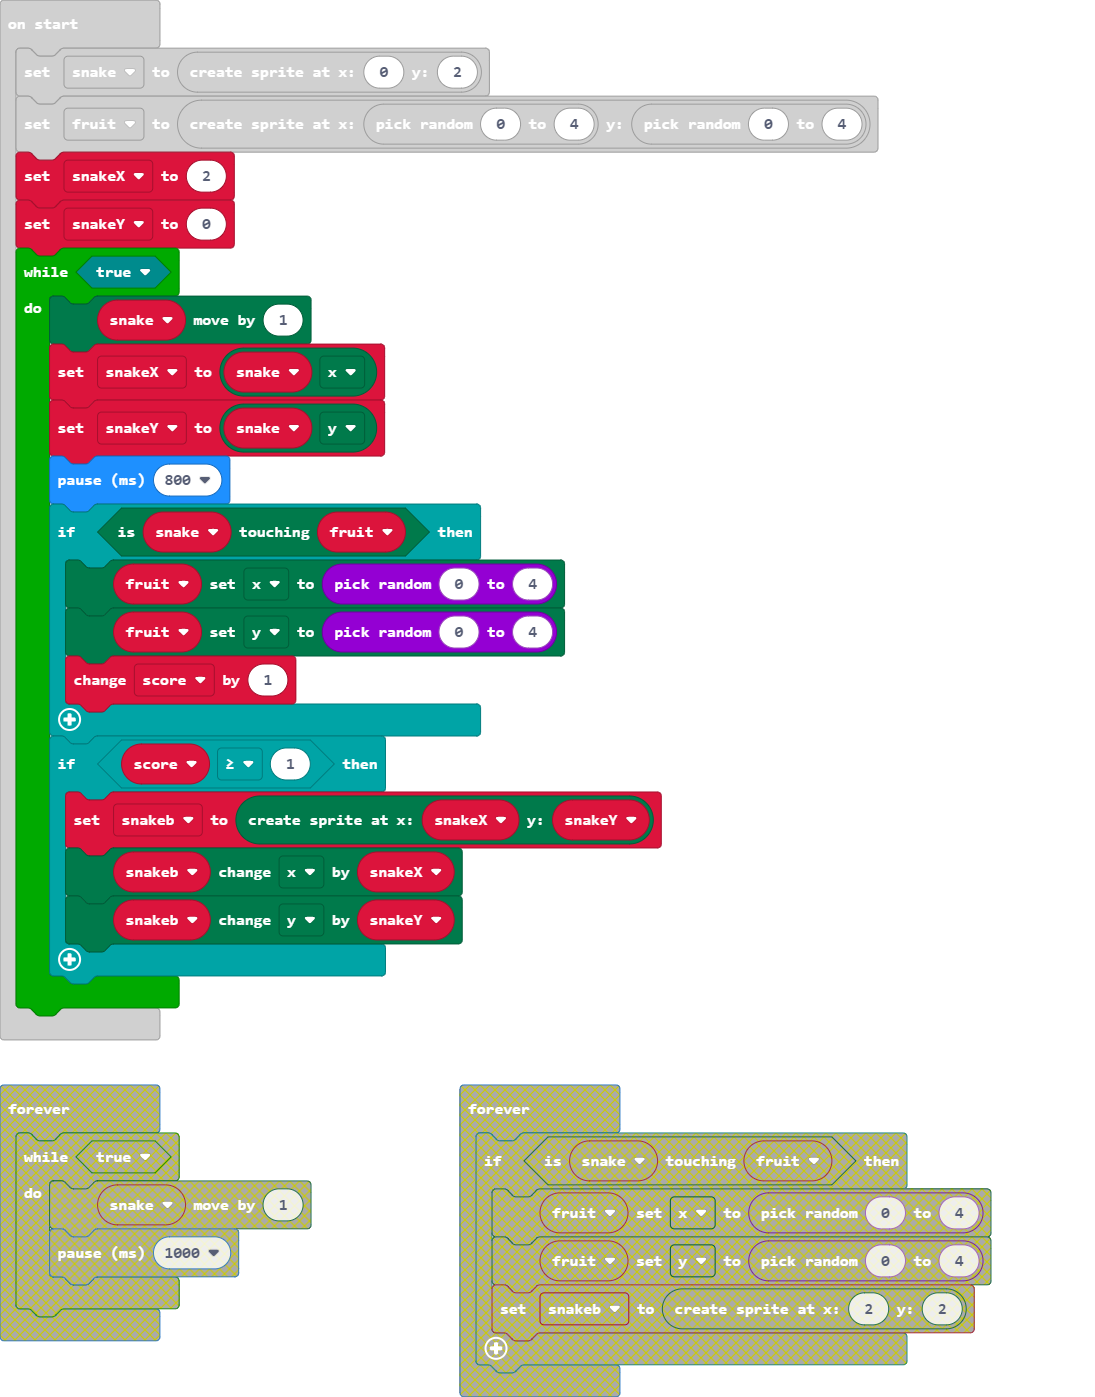 on start
set snake to create sprite at x: 0 y: 2
set fruit to create sprite at x: pick random 0 to 4 y: pick random 0 to 4
set snakeX to 2
set snakeY to 0
while true
do
snake move by 1
set snakeX to snake x
set snakeY to snake y
pause (ms) 800
if is snake touching fruit then
fruit set x to pick random 0 to 4
fruit set y to pick random 0 to 4
change score by 1
if score ≥ 1 then
set snakeb to create sprite at x: snakeX y: snakeY
snakeb change x by snakeX
snakeb change y by snakeY
forever
while true
do
snake move by 1
pause (ms) 1000
forever
if is snake touching fruit then
fruit set x to pick random 0 to 4
fruit set y to pick random 0 to 4
set snakeb to create sprite at x: 2 y: 2